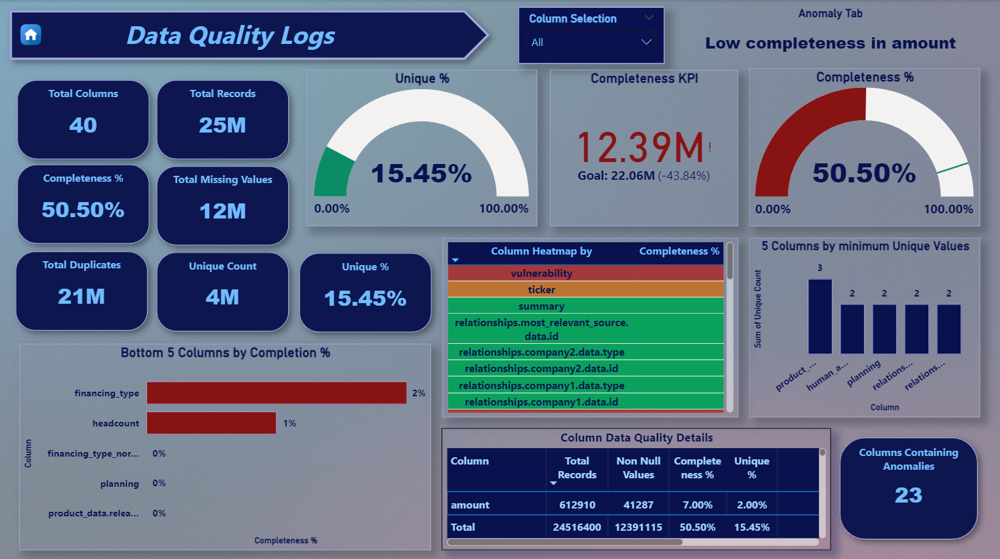 Data Quality Logs
Column Selection
All
Anomaly Tab
Low completeness in amount
Total Columns
40
Total Records
25M
Completeness %
50.50%
Total Missing Values
12M
Total Duplicates
21M
Unique Count
4M
Unique %
15.45%
Unique %
15.45%
0.00%
100.00%
Completeness KPI
12.39M!
Goal: 22.06M (-43.84%)
Completeness %
50.50%
0.00%
100.00%
Column Heatmap by
Completeness %
vulnerability
ticker
summary
relationships.most_relevant_source.
data.id
relationships.company2.data.type
relationships.company2.data.id
relationships.company1.data.type
relationships.company1.data.id
5 Columns by minimum Unique Values
Sum of Unique Count
3
2
2
2
2
product_...
human_a...
planning
relations...
relations...
Column
Bottom 5 Columns by Completion %
Column
financing_type
2%
headcount
1%
financing_type_nor...
0%
planning
0%
product_data.relea...
0%
Completeness %
Column Data Quality Details
Column
Total
Records
Non Null
Values
Complete
ness %
Unique
%
amount 612910 41287 7.00% 2.00%
Total 24516400 12391115 50.50% 15.45%
Columns Containing
Anomalies
23